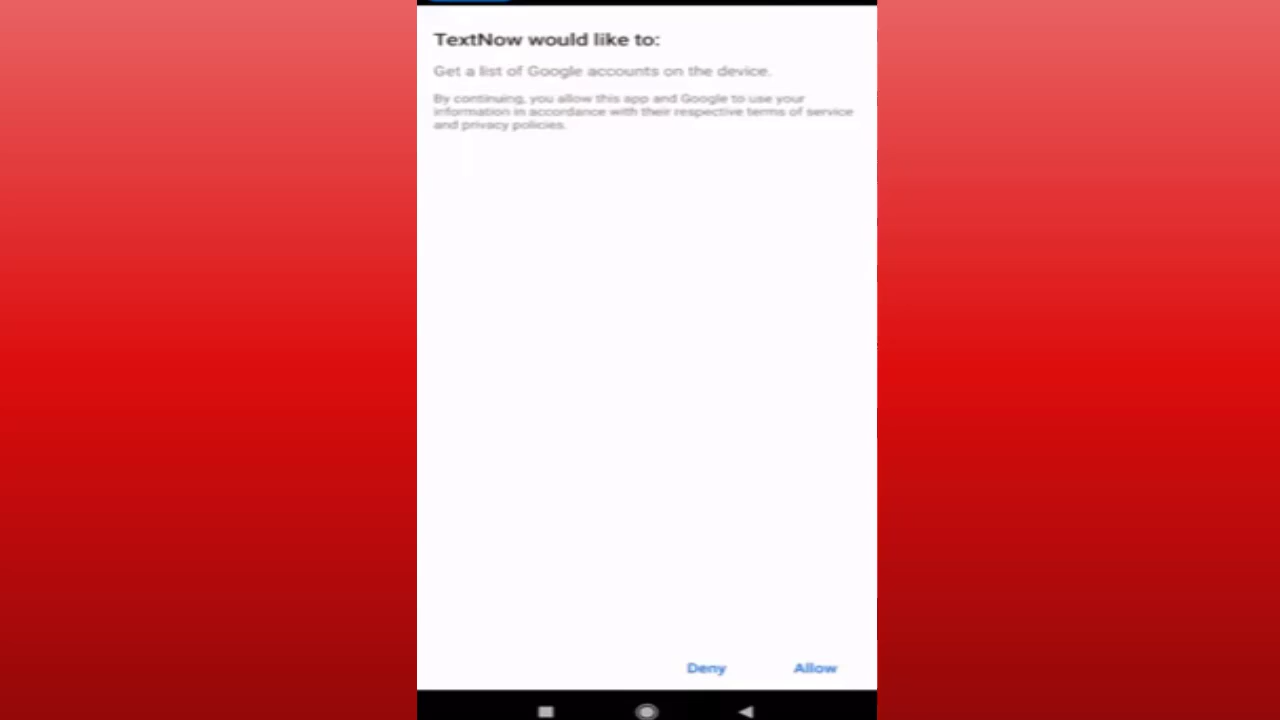 TextNow would like to:
Get a list of Google accounts on the device.
By continuing, you allow this app and Google to use your
information in accordance with their respective terms of service
and privacy policies.
Deny Allow